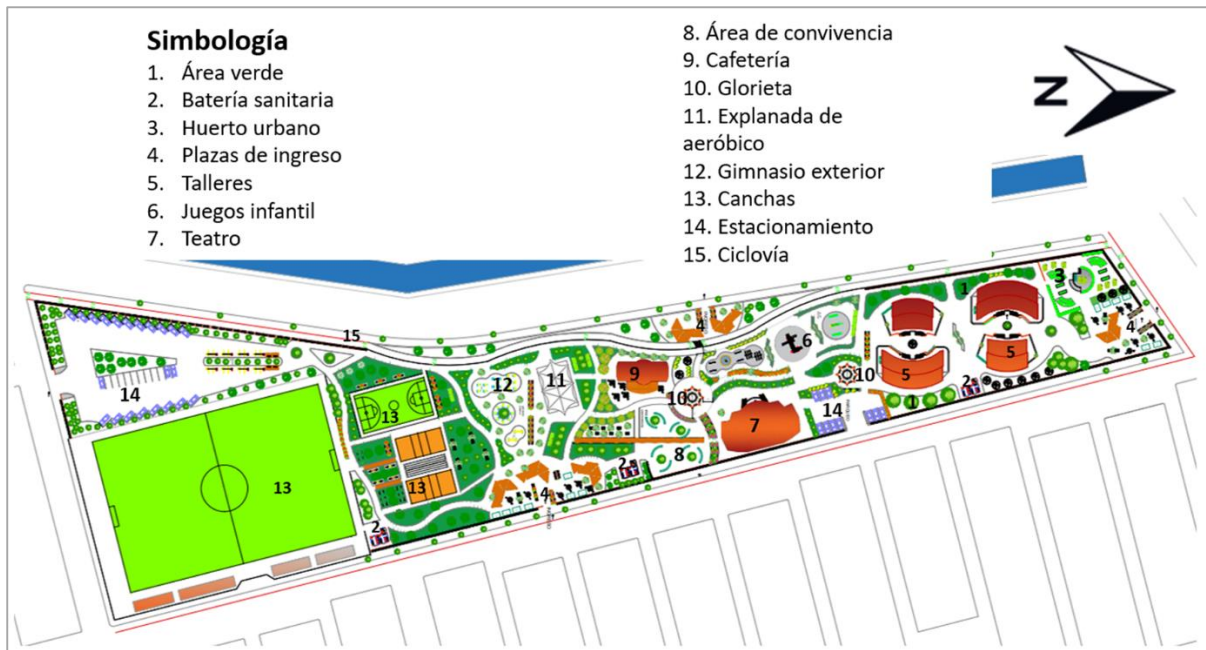 Simbología
1. Área verde
2. Batería sanitaria
3. Huerto urbano
4. Plazas de ingreso
5. Talleres
6. Juegos infantil
7. Teatro
8. Área de convivencia
9. Cafetería
10. Glorieta
11. Explanada de
aeróbico
12. Gimnasio exterior
13. Canchas
14. Estacionamiento
15. Ciclovía
N
1
3
4
4
15
6
5
12
11
9
10
5
2
14
10
13
14
1
7
8
13
13
2
4
2